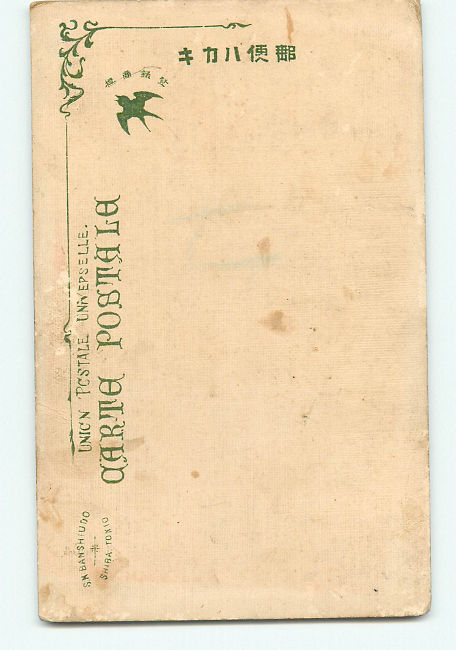 郵便ハカキ
登録商標
UNION POSTALE UNIVERSELLE.
CARTE POSTALE
S.N.BANSHIUDO
SHIBA TOKIO